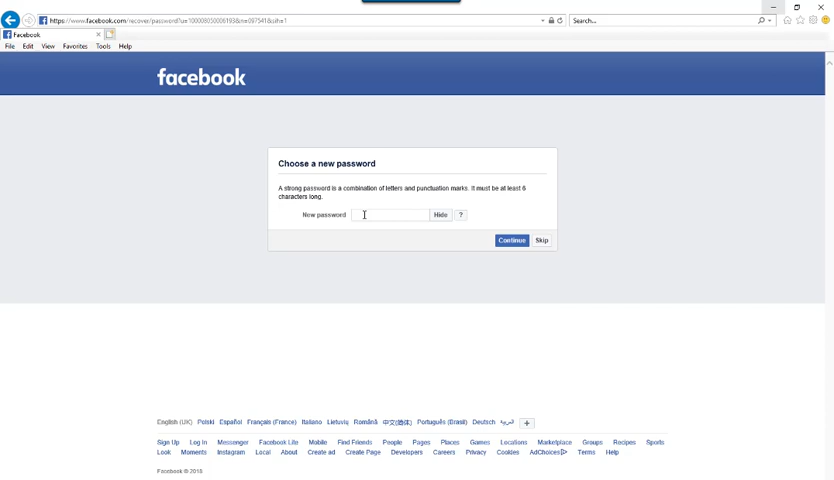 https://www.facebook.com/recover/password?u=100008050006193&n=097541&sih=1
Search...
Facebook
File Edit View Favorites Tools Help
facebook
Choose a new password
A strong password is a combination of letters and punctuation marks. It must be at least 6
characters long.
New password Hide ?
Continue Skip
English (UK) Polski Español Français (France) Italiano Lietuvių Română 中文(简体) Português (Brasil) Deutsch العربية +
Sign Up Log In Messenger Facebook Lite Mobile Find Friends People Pages Places Games Locations Marketplace Groups Recipes Sports
Look Moments Instagram Local About Create ad Create Page Developers Careers Privacy Cookies AdChoices Terms Help
Facebook © 2018